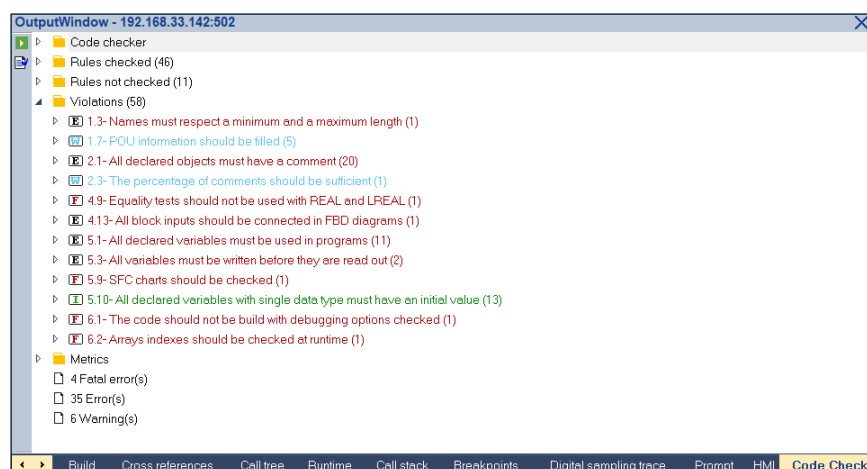 OutputWindow - 192.168.33.142:502
Code checker
Rules checked (46)
Rules not checked (11)
Violations (58)
E 1.3- Names must respect a minimum and a maximum length (1)
W 1.7- POU information should be filled (5)
E 2.1- All declared objects must have a comment (20)
W 2.3- The percentage of comments should be sufficient (1)
F 4.9- Equality tests should not be used with REAL and LREAL (1)
E 4.13- All block inputs should be connected in FBD diagrams (1)
E 5.1- All declared variables must be used in programs (11)
E 5.3- All variables must be written before they are read out (2)
F 5.9- SFC charts should be checked (1)
I 5.10- All declared variables with single data type must have an initial value (13)
F 6.1- The code should not be build with debugging options checked (1)
F 6.2- Arrays indexes should be checked at runtime (1)
Metrics
4 Fatal error(s)
35 Error(s)
6 Warning(s)
Build Cross references Call tree Runtime Call stack Breakpoints Digital sampling trace Prompt HMI Code Check